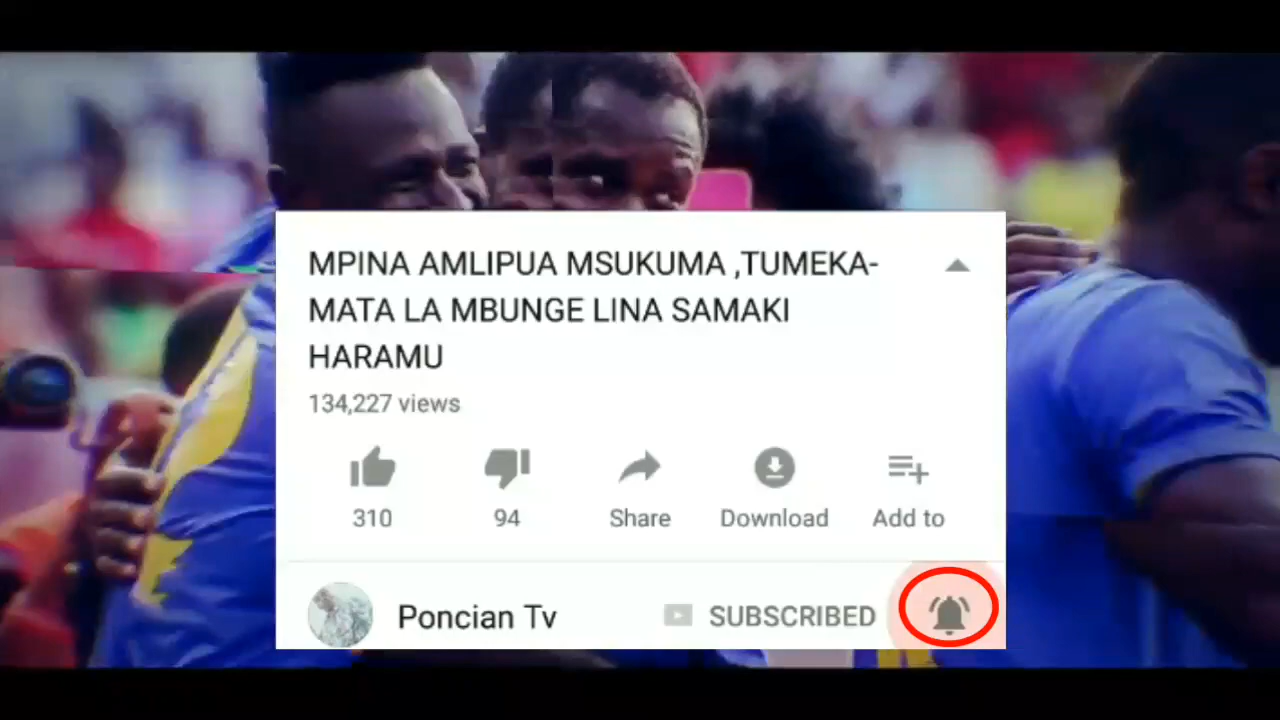 MPINA AMLIPUA MSUKUMA ,TUMEKA-
MATA LA MBUNGE LINA SAMAKI
HARAMU
134,227 views
310 94 Share Download Add to
Poncian Tv SUBSCRIBED